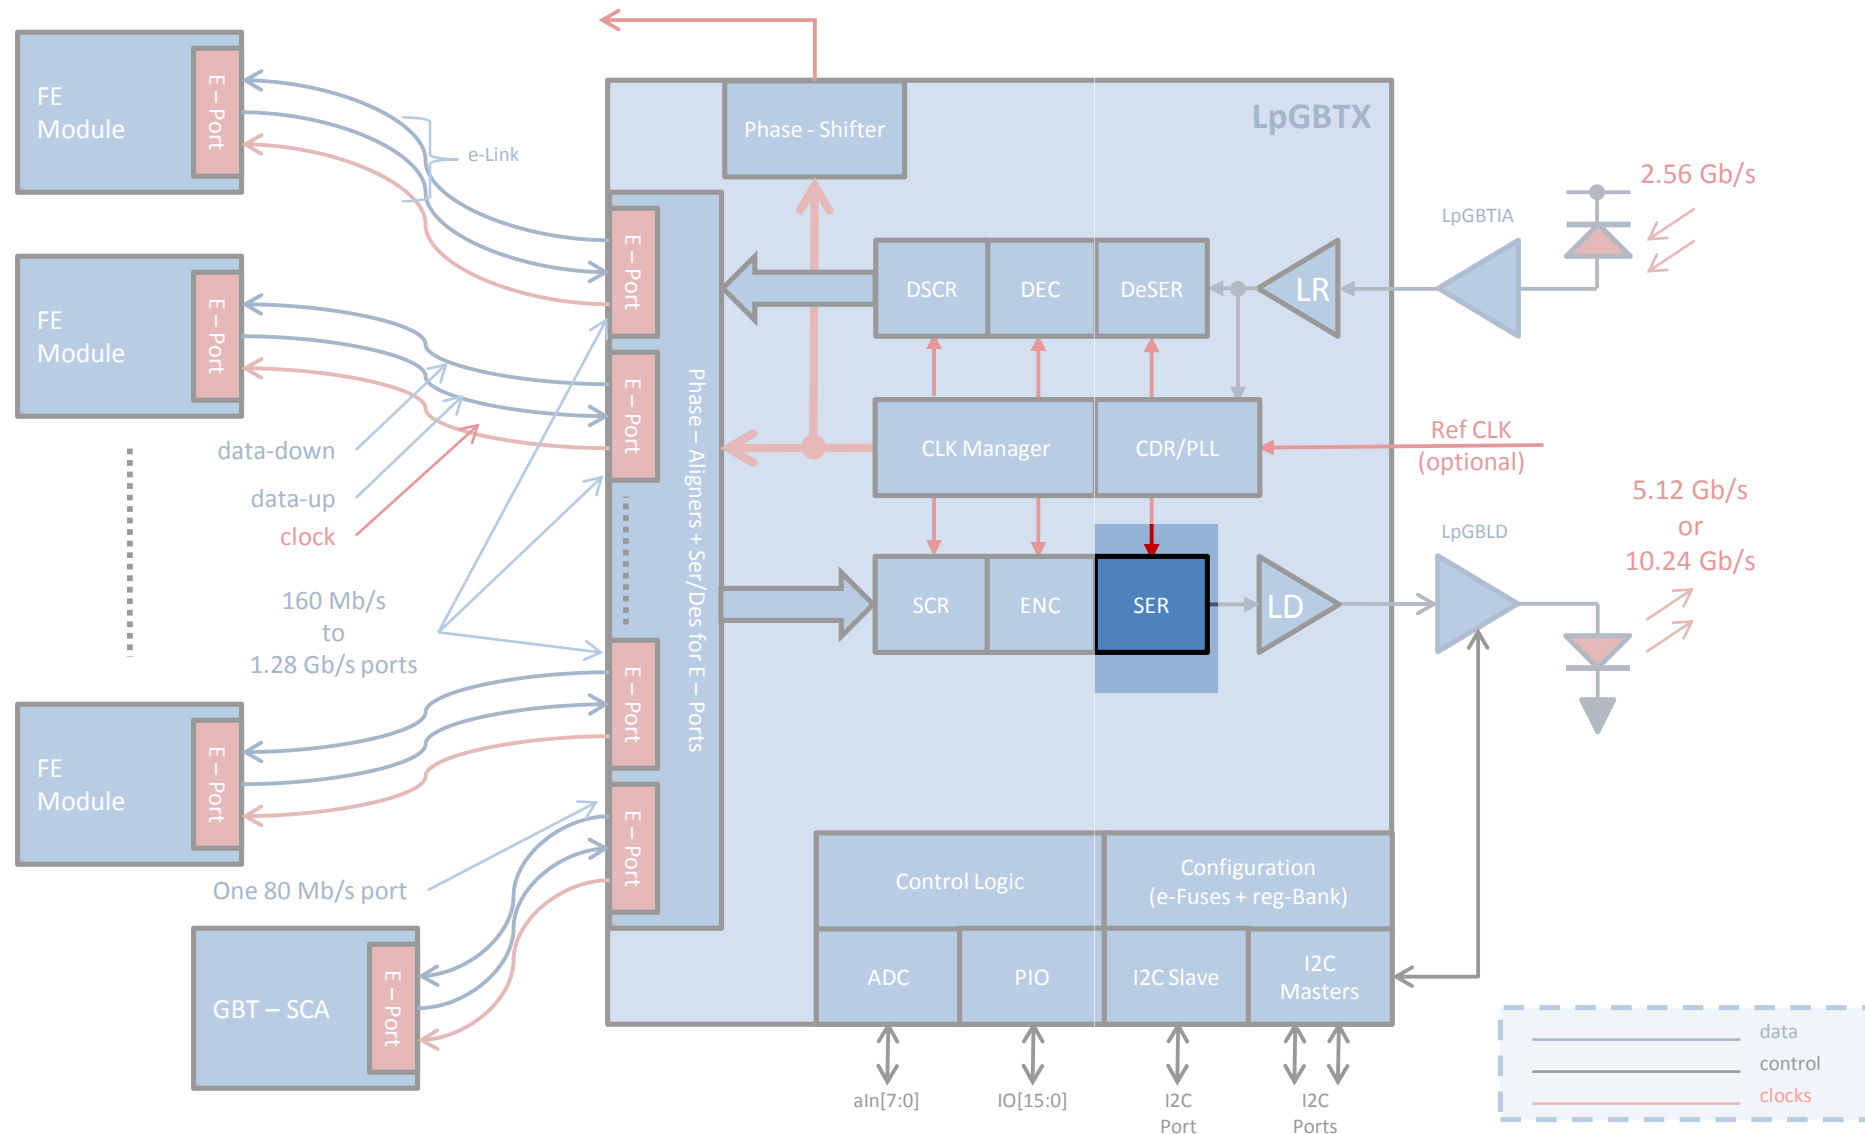 FE
Module
E – Port
e-Link
FE
Module
E – Port
data-down
data-up
clock
160 Mb/s
to
1.28 Gb/s ports
FE
Module
E – Port
One 80 Mb/s port
GBT – SCA
E – Port
LpGBTX
Phase - Shifter
E – Port
E – Port
E – Port
E – Port
Phase – Aligners + Ser/Des for E – Ports
DSCR
DEC
DeSER
LR
LpGBTIA
2.56 Gb/s
CLK Manager
CDR/PLL
Ref CLK
(optional)
SCR
ENC
SER
LD
LpGBLD
5.12 Gb/s
or
10.24 Gb/s
Control Logic
Configuration
(e-Fuses + reg-Bank)
ADC
PIO
I2C Slave
I2C
Masters
aIn[7:0]
IO[15:0]
I2C
Port
I2C
Ports
data
control
clocks